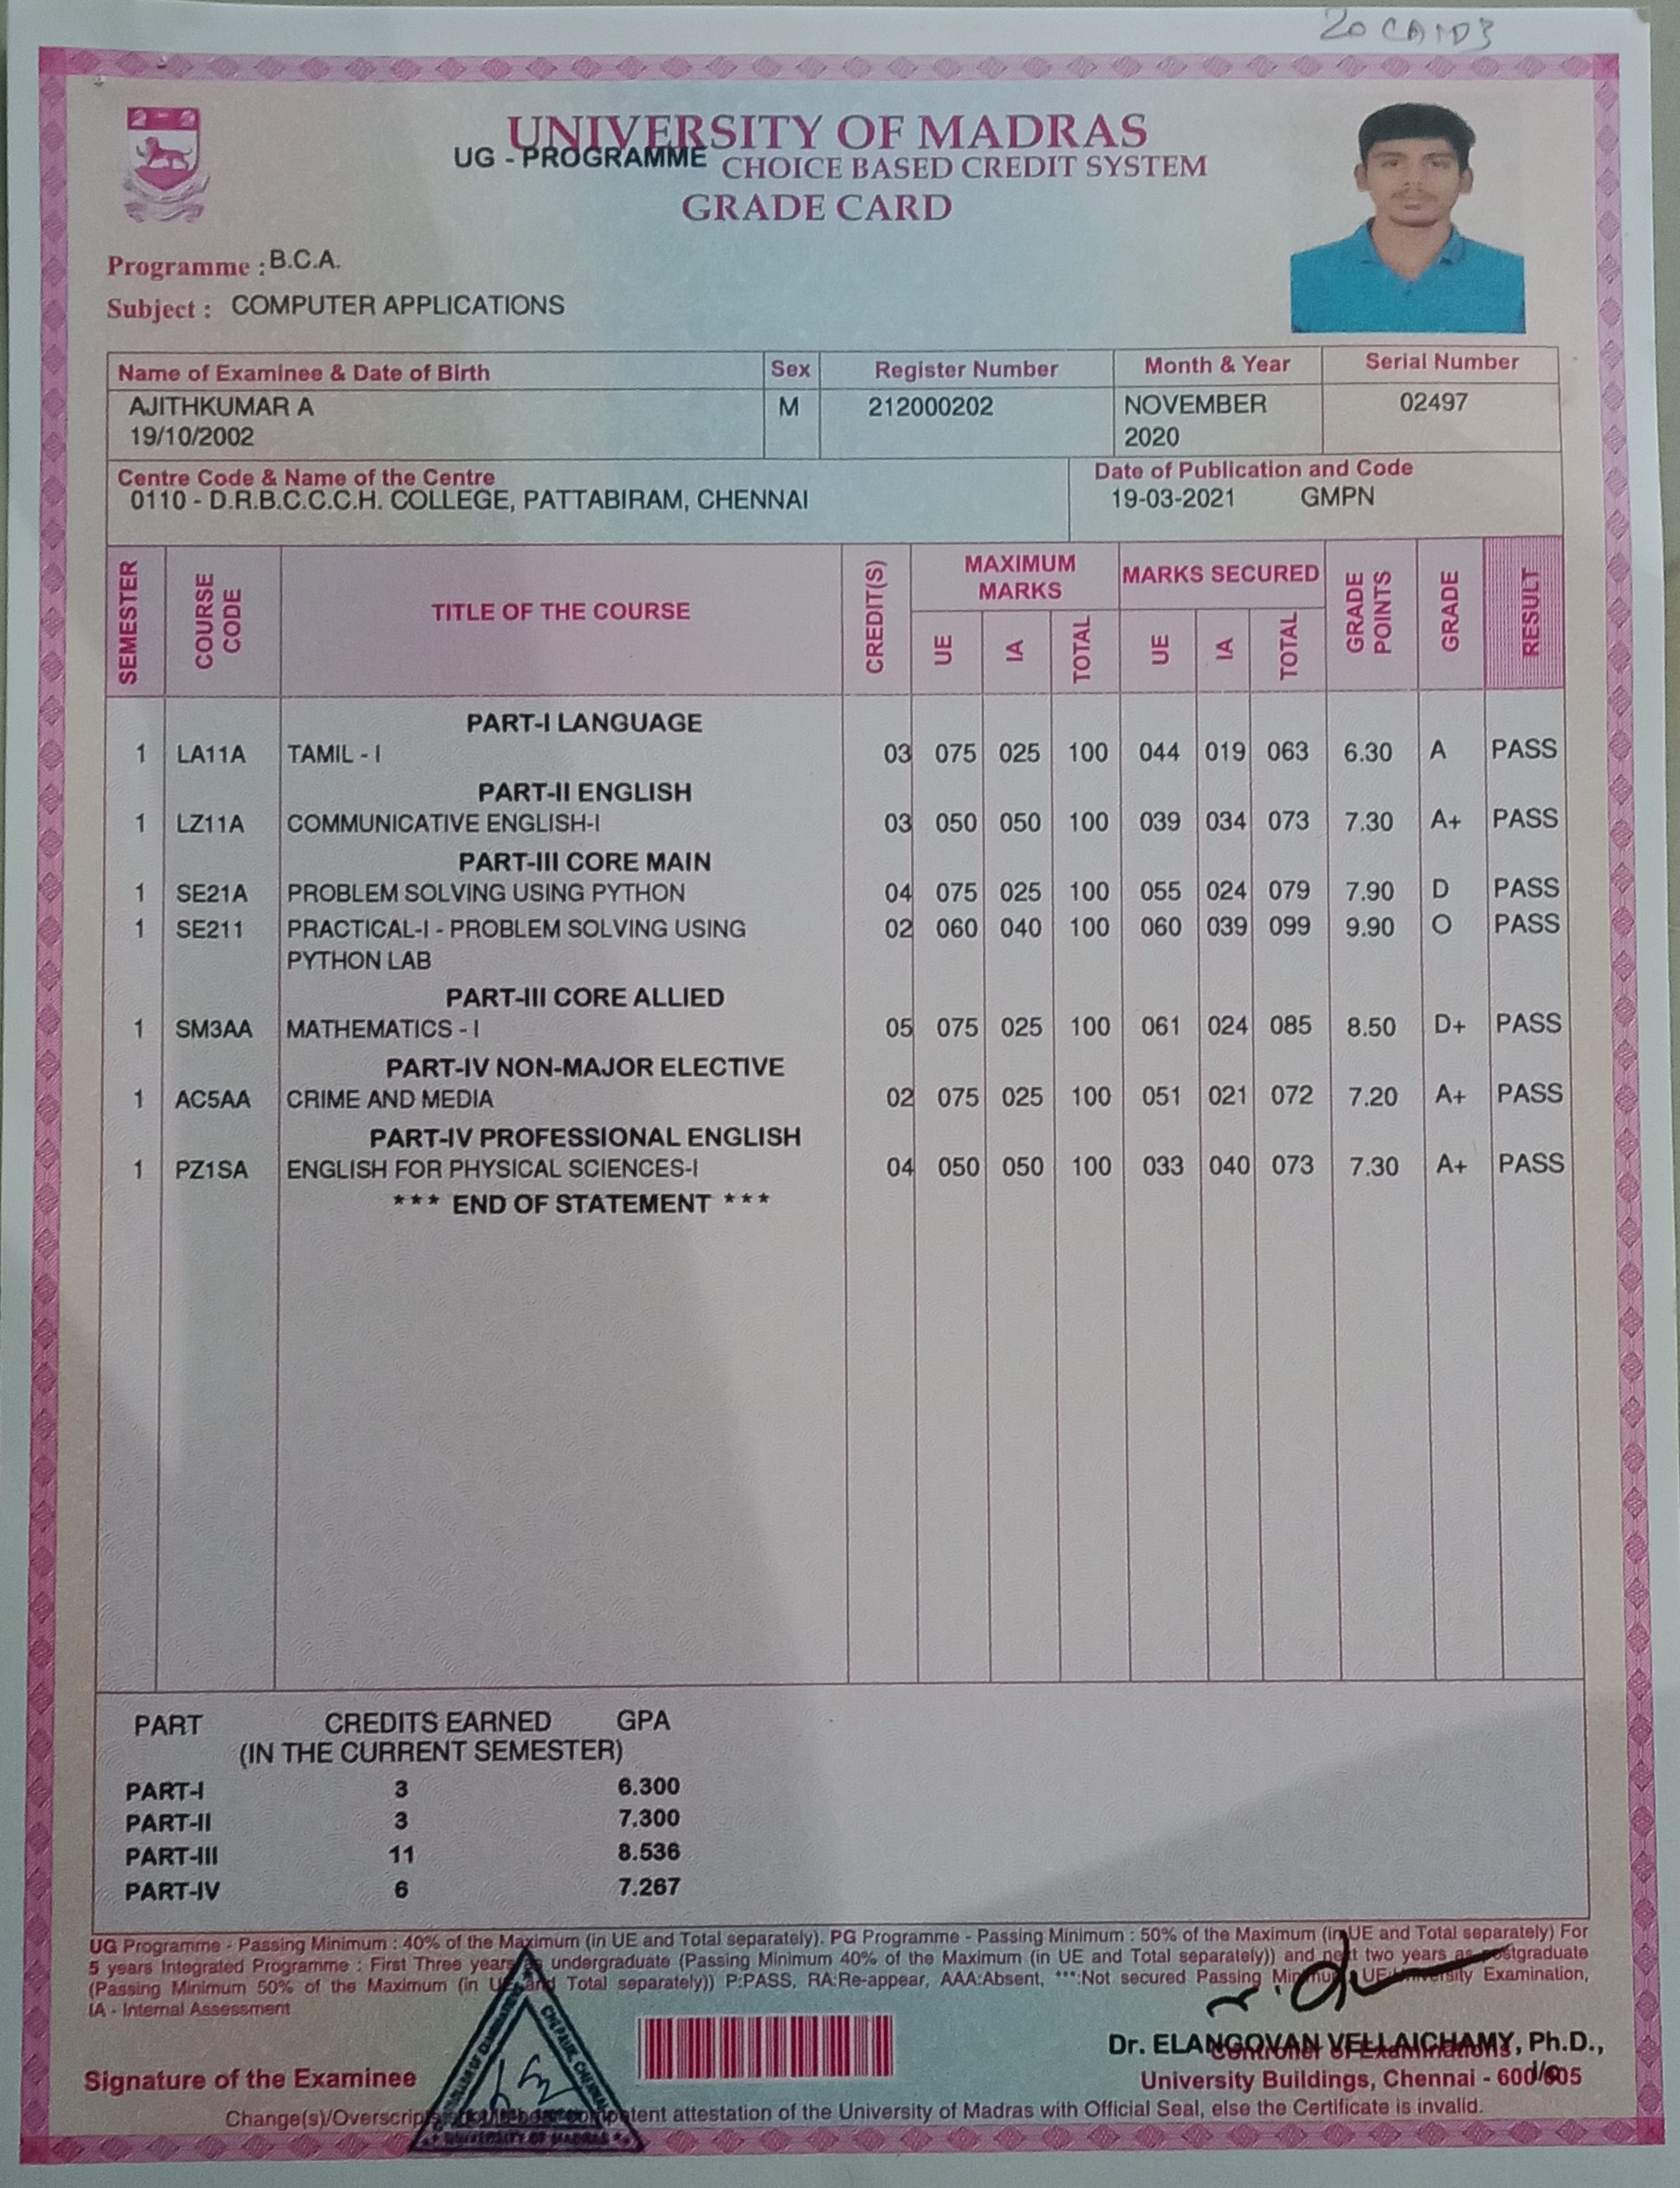 20CA103
UNIVERSITY OF MADRAS
UG - PROGRAMME CHOICE BASED CREDIT SYSTEM
GRADE CARD
Programme : B.C.A.
Subject : COMPUTER APPLICATIONS
Name of Examinee & Date of Birth Sex Register Number Month & Year Serial Number
AJITHKUMAR A M 212000202 NOVEMBER 02497
19/10/2002 2020
Centre Code & Name of the Centre Date of Publication and Code
0110 - D.R.B.C.C.C.H. COLLEGE, PATTABIRAM, CHENNAI 19-03-2021 GMPN
SEMESTER COURSE CODE TITLE OF THE COURSE CREDIT(S) MAXIMUM MARKS MARKS SECURED GRADE POINTS GRADE RESULT
UE IA TOTAL UE IA TOTAL
PART-I LANGUAGE
1 LA11A TAMIL - I 03 075 025 100 044 019 063 6.30 A PASS
PART-II ENGLISH
1 LZ11A COMMUNICATIVE ENGLISH-I 03 050 050 100 039 034 073 7.30 A+ PASS
PART-III CORE MAIN
1 SE21A PROBLEM SOLVING USING PYTHON 04 075 025 100 055 024 079 7.90 D PASS
1 SE211 PRACTICAL-I - PROBLEM SOLVING USING 02 060 040 100 060 039 099 9.90 O PASS
PYTHON LAB
PART-III CORE ALLIED
1 SM3AA MATHEMATICS - I 05 075 025 100 061 024 085 8.50 D+ PASS
PART-IV NON-MAJOR ELECTIVE
1 AC5AA CRIME AND MEDIA 02 075 025 100 051 021 072 7.20 A+ PASS
PART-IV PROFESSIONAL ENGLISH
1 PZ1SA ENGLISH FOR PHYSICAL SCIENCES-I 04 050 050 100 033 040 073 7.30 A+ PASS
*** END OF STATEMENT ***
PART CREDITS EARNED GPA
(IN THE CURRENT SEMESTER)
PART-I 3 6.300
PART-II 3 7.300
PART-III 11 8.536
PART-IV 6 7.267
UG Programme - Passing Minimum : 40% of the Maximum (in UE and Total separately). PG Programme - Passing Minimum : 50% of the Maximum (in UE and Total separately) For
5 years Integrated Programme : First Three years as undergraduate (Passing Minimum 40% of the Maximum (in UE and Total separately)) and next two years as postgraduate
(Passing Minimum 50% of the Maximum (in UE and Total separately)) P:PASS, RA:Re-appear, AAA:Absent, ***:Not secured Passing Minimum, UE:University Examination,
IA - Internal Assessment
Dr. ELANGOVAN VELLAICHAMY, Ph.D.,
Controller of Examinations
I/c
Signature of the Examinee
University Buildings, Chennai - 600 005
CHEPAUK, CHENNAI
UNIVERSITY OF MADRAS
Change(s)/Overscript competent attestation of the University of Madras with Official Seal, else the Certificate is invalid.